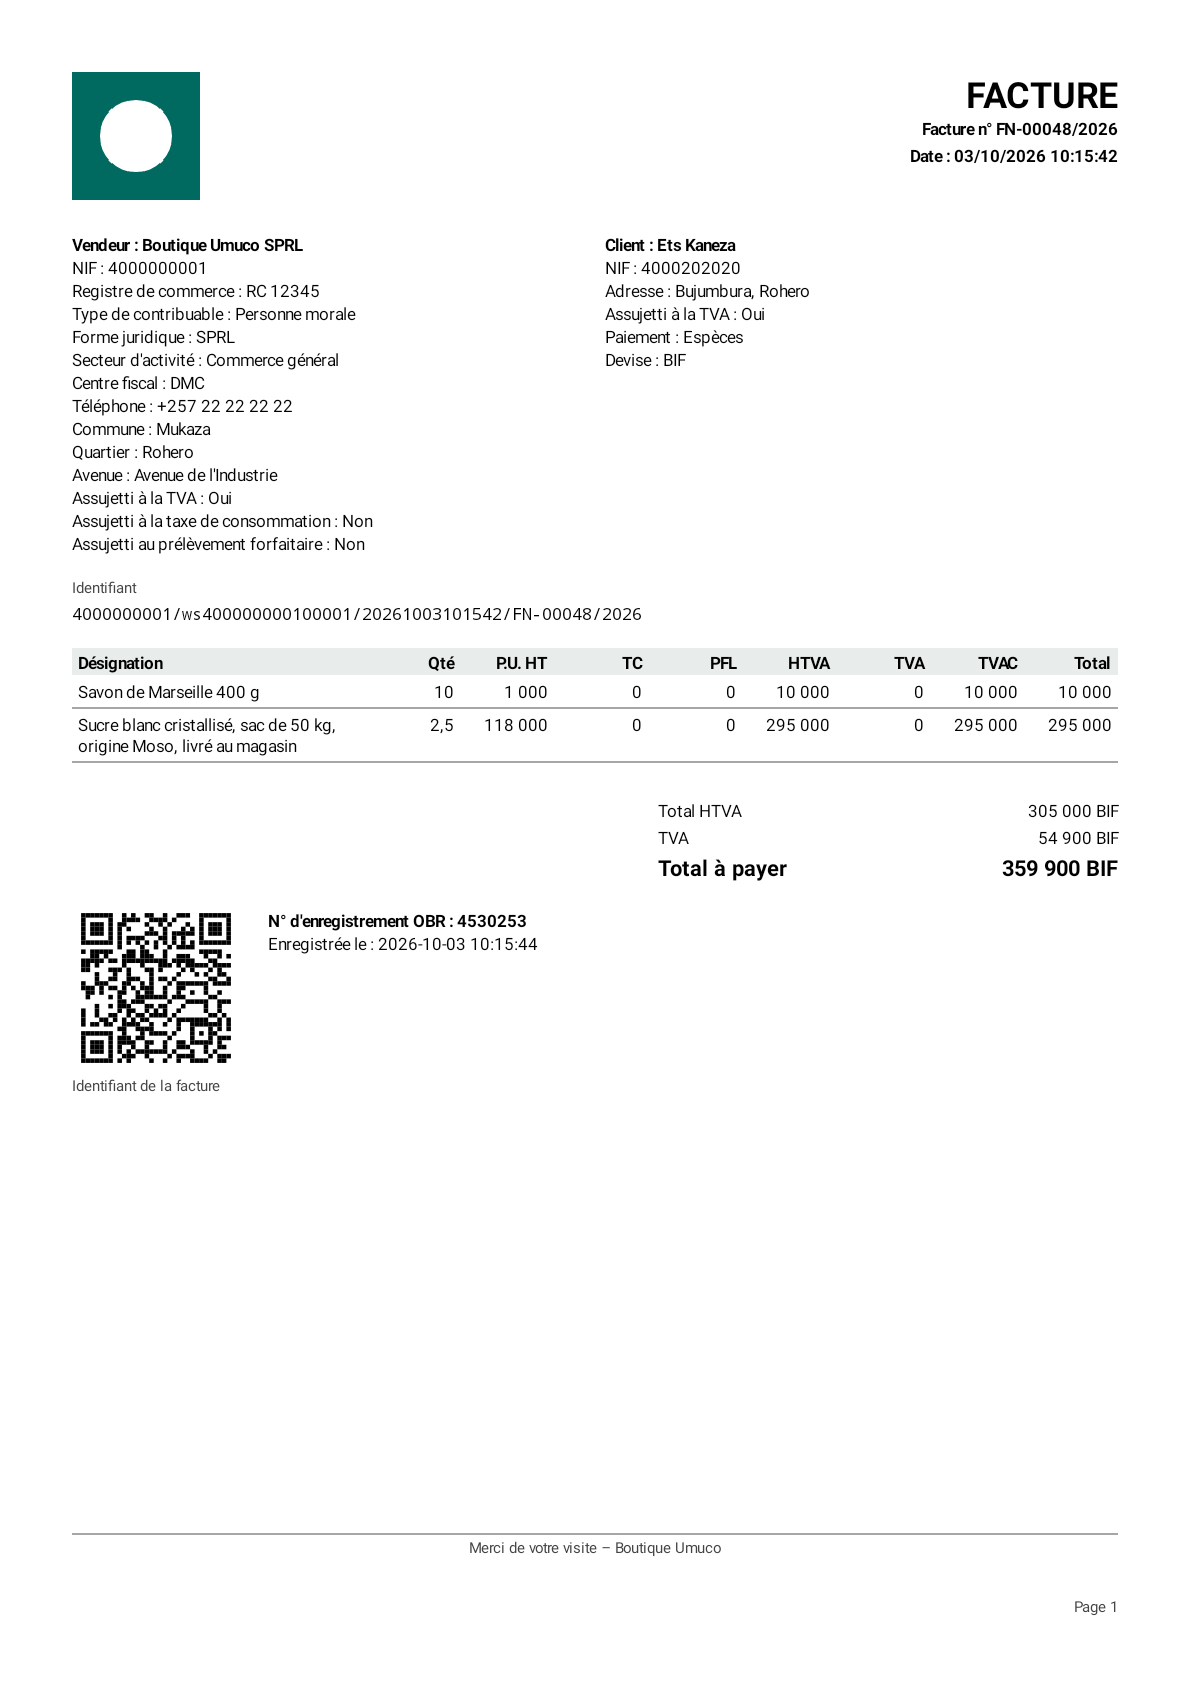 FACTURE
Facture n° FN-00048/2026
Date : 03/10/2026 10:15:42
Vendeur : Boutique Umuco SPRL
NIF : 4000000001
Registre de commerce : RC 12345
Type de contribuable : Personne morale
Forme juridique : SPRL
Secteur d'activité : Commerce général
Centre fiscal : DMC
Téléphone : +257 22 22 22 22
Commune : Mukaza
Quartier : Rohero
Avenue : Avenue de l'Industrie
Assujetti à la TVA : Oui
Assujetti à la taxe de consommation : Non
Assujetti au prélèvement forfaitaire : Non
Client : Ets Kaneza
NIF : 4000202020
Adresse : Bujumbura, Rohero
Assujetti à la TVA : Oui
Paiement : Espèces
Devise : BIF
Identifiant
4000000001/ws400000000100001/20261003101542/FN-00048/2026
Désignation Qté P.U. HT TC PFL HTVA TVA TVAC Total
Savon de Marseille 400 g 10 1 000 0 0 10 000 0 10 000 10 000
Sucre blanc cristallisé, sac de 50 kg, 2,5 118 000 0 0 295 000 0 295 000 295 000
origine Moso, livré au magasin
Total HTVA 305 000 BIF
TVA 54 900 BIF
Total à payer 359 900 BIF
N° d'enregistrement OBR : 4530253
Enregistrée le : 2026-10-03 10:15:44
Identifiant de la facture
Merci de votre visite – Boutique Umuco
Page 1